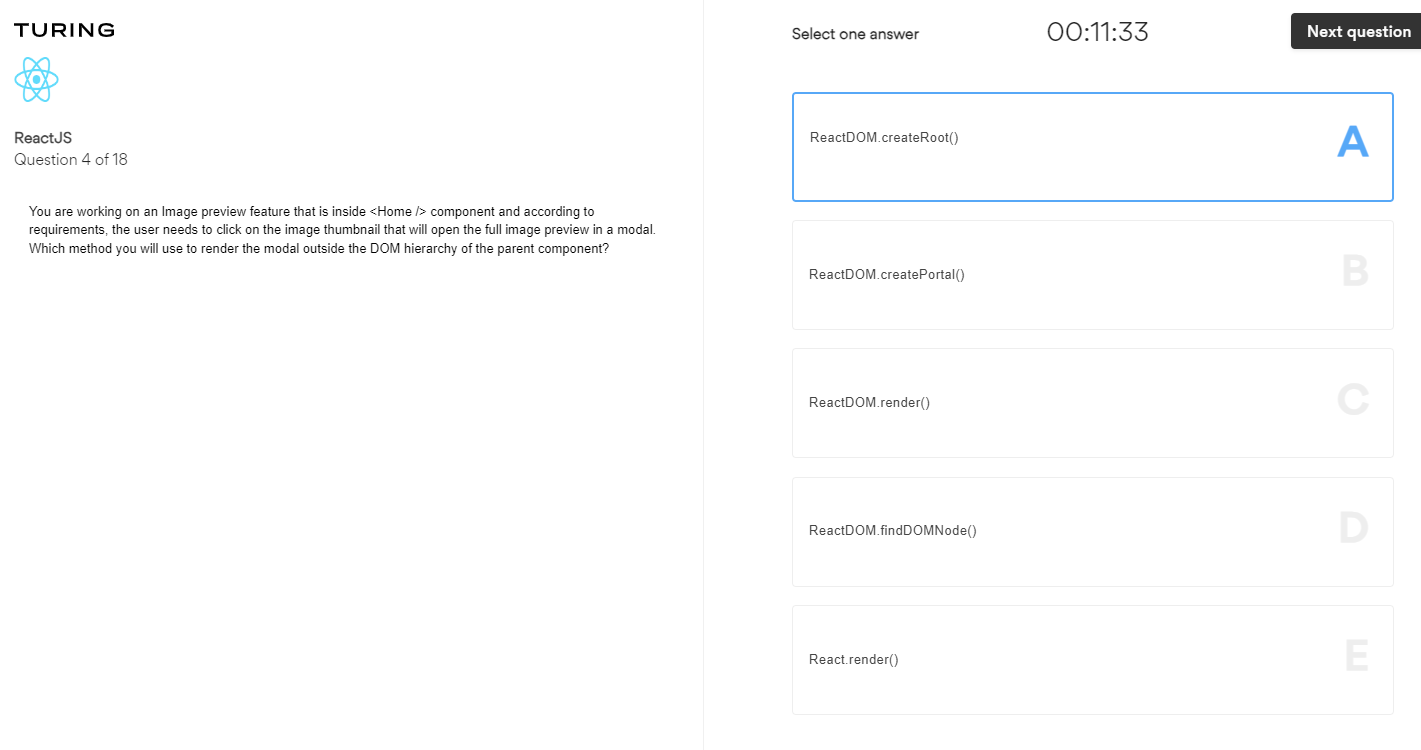 TURING
ReactJS
Question 4 of 18
You are working on an Image preview feature that is inside <Home /> component and according to
requirements, the user needs to click on the image thumbnail that will open the full image preview in a modal.
Which method you will use to render the modal outside the DOM hierarchy of the parent component?
Select one answer
00:11:33
Next question
ReactDOM.createRoot()
A
ReactDOM.createPortal()
B
ReactDOM.render()
C
ReactDOM.findDOMNode()
D
React.render()
E